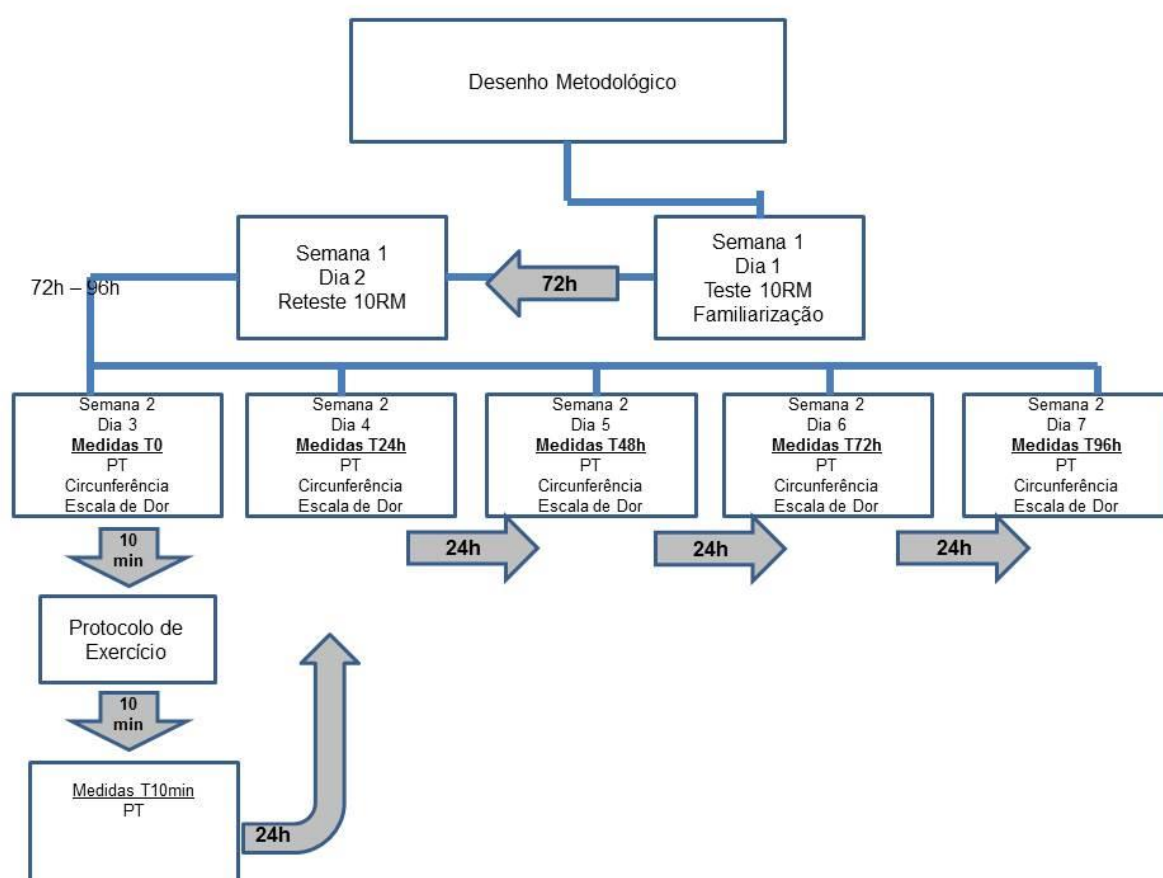 Desenho Metodológico
Semana 1
Dia 2
Reteste 10RM
72h
Semana 1
Dia 1
Teste 10RM
Familiarização
72h – 96h
Semana 2
Dia 3
Medidas T0
PT
Circunferência
Escala de Dor
Semana 2
Dia 4
Medidas T24h
PT
Circunferência
Escala de Dor
Semana 2
Dia 5
Medidas T48h
PT
Circunferência
Escala de Dor
Semana 2
Dia 6
Medidas T72h
PT
Circunferência
Escala de Dor
Semana 2
Dia 7
Medidas T96h
PT
Circunferência
Escala de Dor
10
min
24h
24h
24h
Protocolo de
Exercício
10
min
Medidas T10min
PT
24h